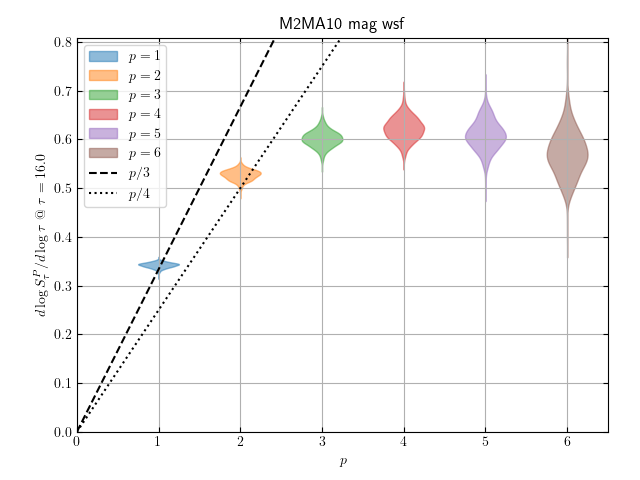 M2MA10 mag wsf
d log S_τ^P / d log τ @ τ = 16.0
0.8
0.7
0.6
0.5
0.4
0.3
0.2
0.1
0.0
p = 1
p = 2
p = 3
p = 4
p = 5
p = 6
p/3
p/4
0 1 2 3 4 5 6
p